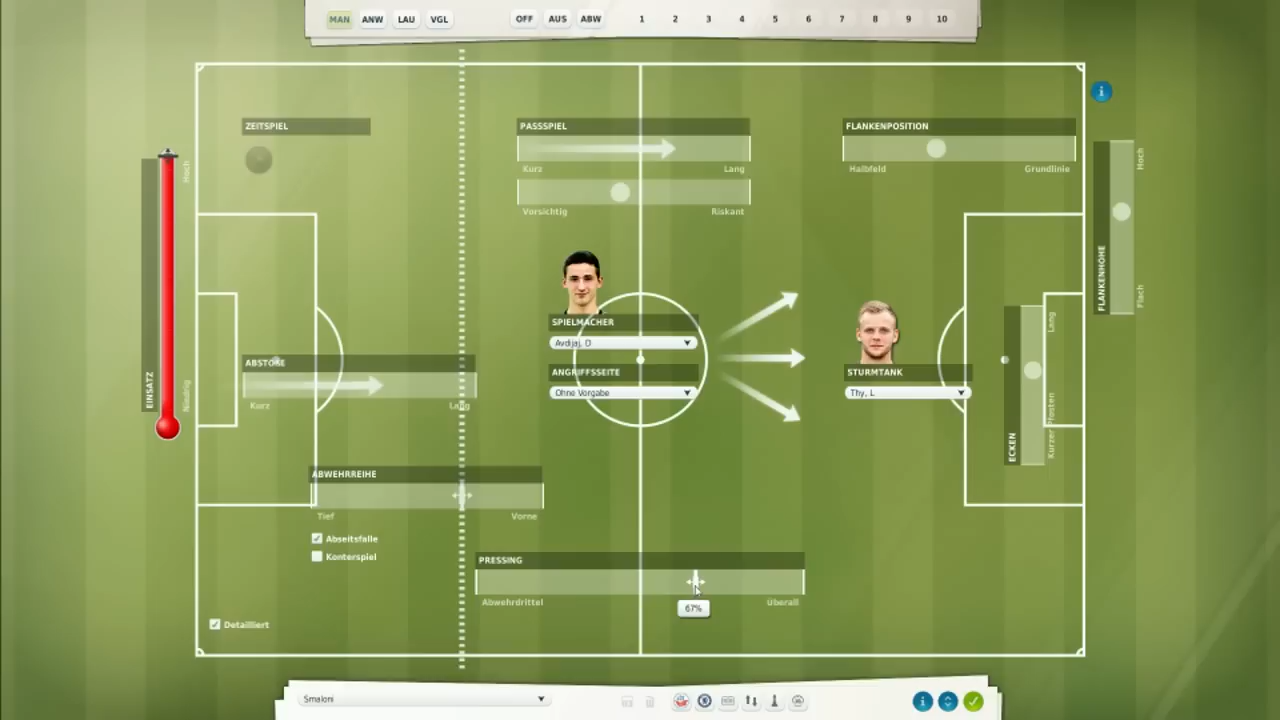 MAN ANW LAU VGL OFF AUS ABW 1 2 3 4 5 6 7 8 9 10
ZEITSPIEL
PASSSPIEL
Kurz Lang
Vorsichtig Riskant
FLANKENPOSITION
Halbfeld Grundlinie
EINSATZ
Hoch
Niedrig
FLANKENHÖHE
Hoch
Flach
SPIELMACHER
Avdijaj, D
ANGRIFFSSEITE
Ohne Vorgabe
STURMTANK
Thy, L
ABSTÖßE
Kurz Lang
ECKEN
Lang
Kurzer Pfosten
ABWEHRREIHE
Tief Vorne
Abseitsfalle
Konterspiel
PRESSING
Abwehrdrittel Überall
67%
Detailliert
Smaloni